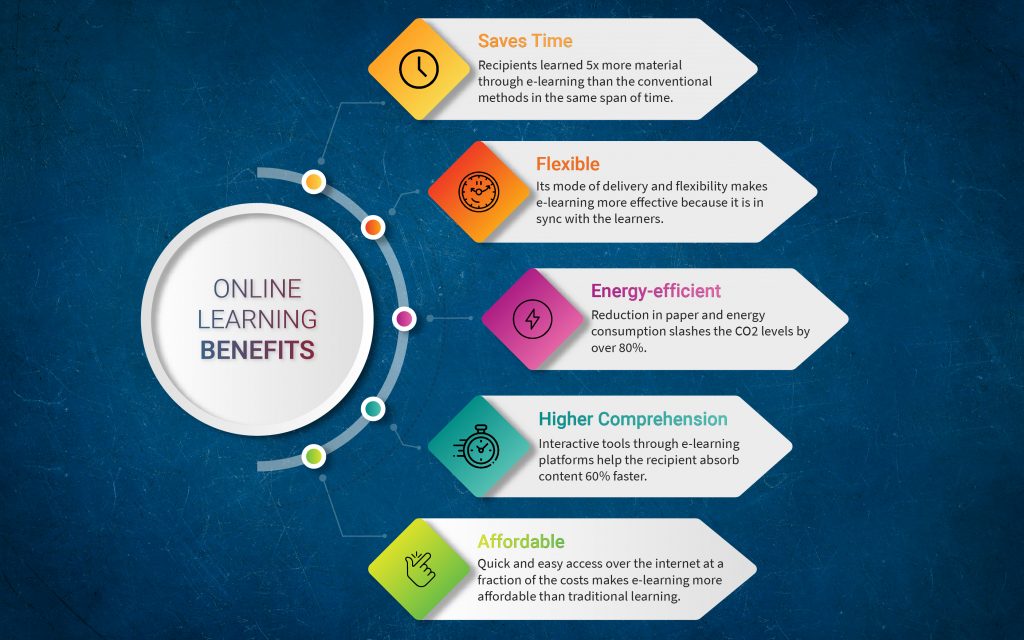 ONLINE
LEARNING
BENEFITS
Saves Time
Recipients learned 5x more material
through e-learning than the conventional
methods in the same span of time.
Flexible
Its mode of delivery and flexibility makes
e-learning more effective because it is in
sync with the learners.
Energy-efficient
Reduction in paper and energy
consumption slashes the CO2 levels by
over 80%.
Higher Comprehension
Interactive tools through e-learning
platforms help the recipient absorb
content 60% faster.
Affordable
Quick and easy access over the internet at a
fraction of the costs makes e-learning more
affordable than traditional learning.